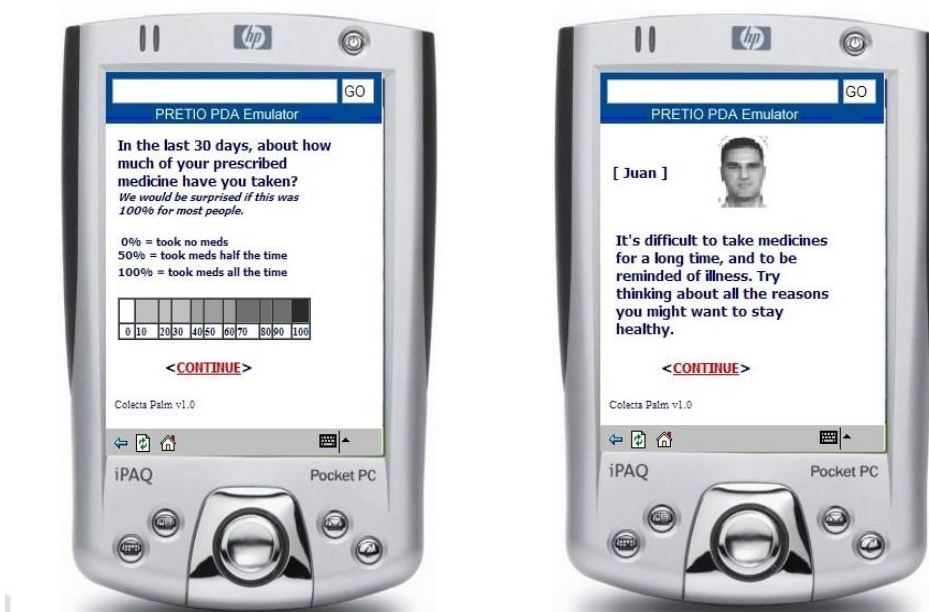 hp
GO
PRETIO PDA Emulator
In the last 30 days, about how
much of your prescribed
medicine have you taken?
We would be surprised if this was
100% for most people.
0% = took no meds
50% = took meds half the time
100% = took meds all the time
0 10 20 30 40 50 60 70 80 90 100
<CONTINUE>
Colecta Palm v1.0
iPAQ
Pocket PC
hp
GO
PRETIO PDA Emulator
[ Juan ]
It's difficult to take medicines
for a long time, and to be
reminded of illness. Try
thinking about all the reasons
you might want to stay
healthy.
<CONTINUE>
Colecta Palm v1.0
iPAQ
Pocket PC